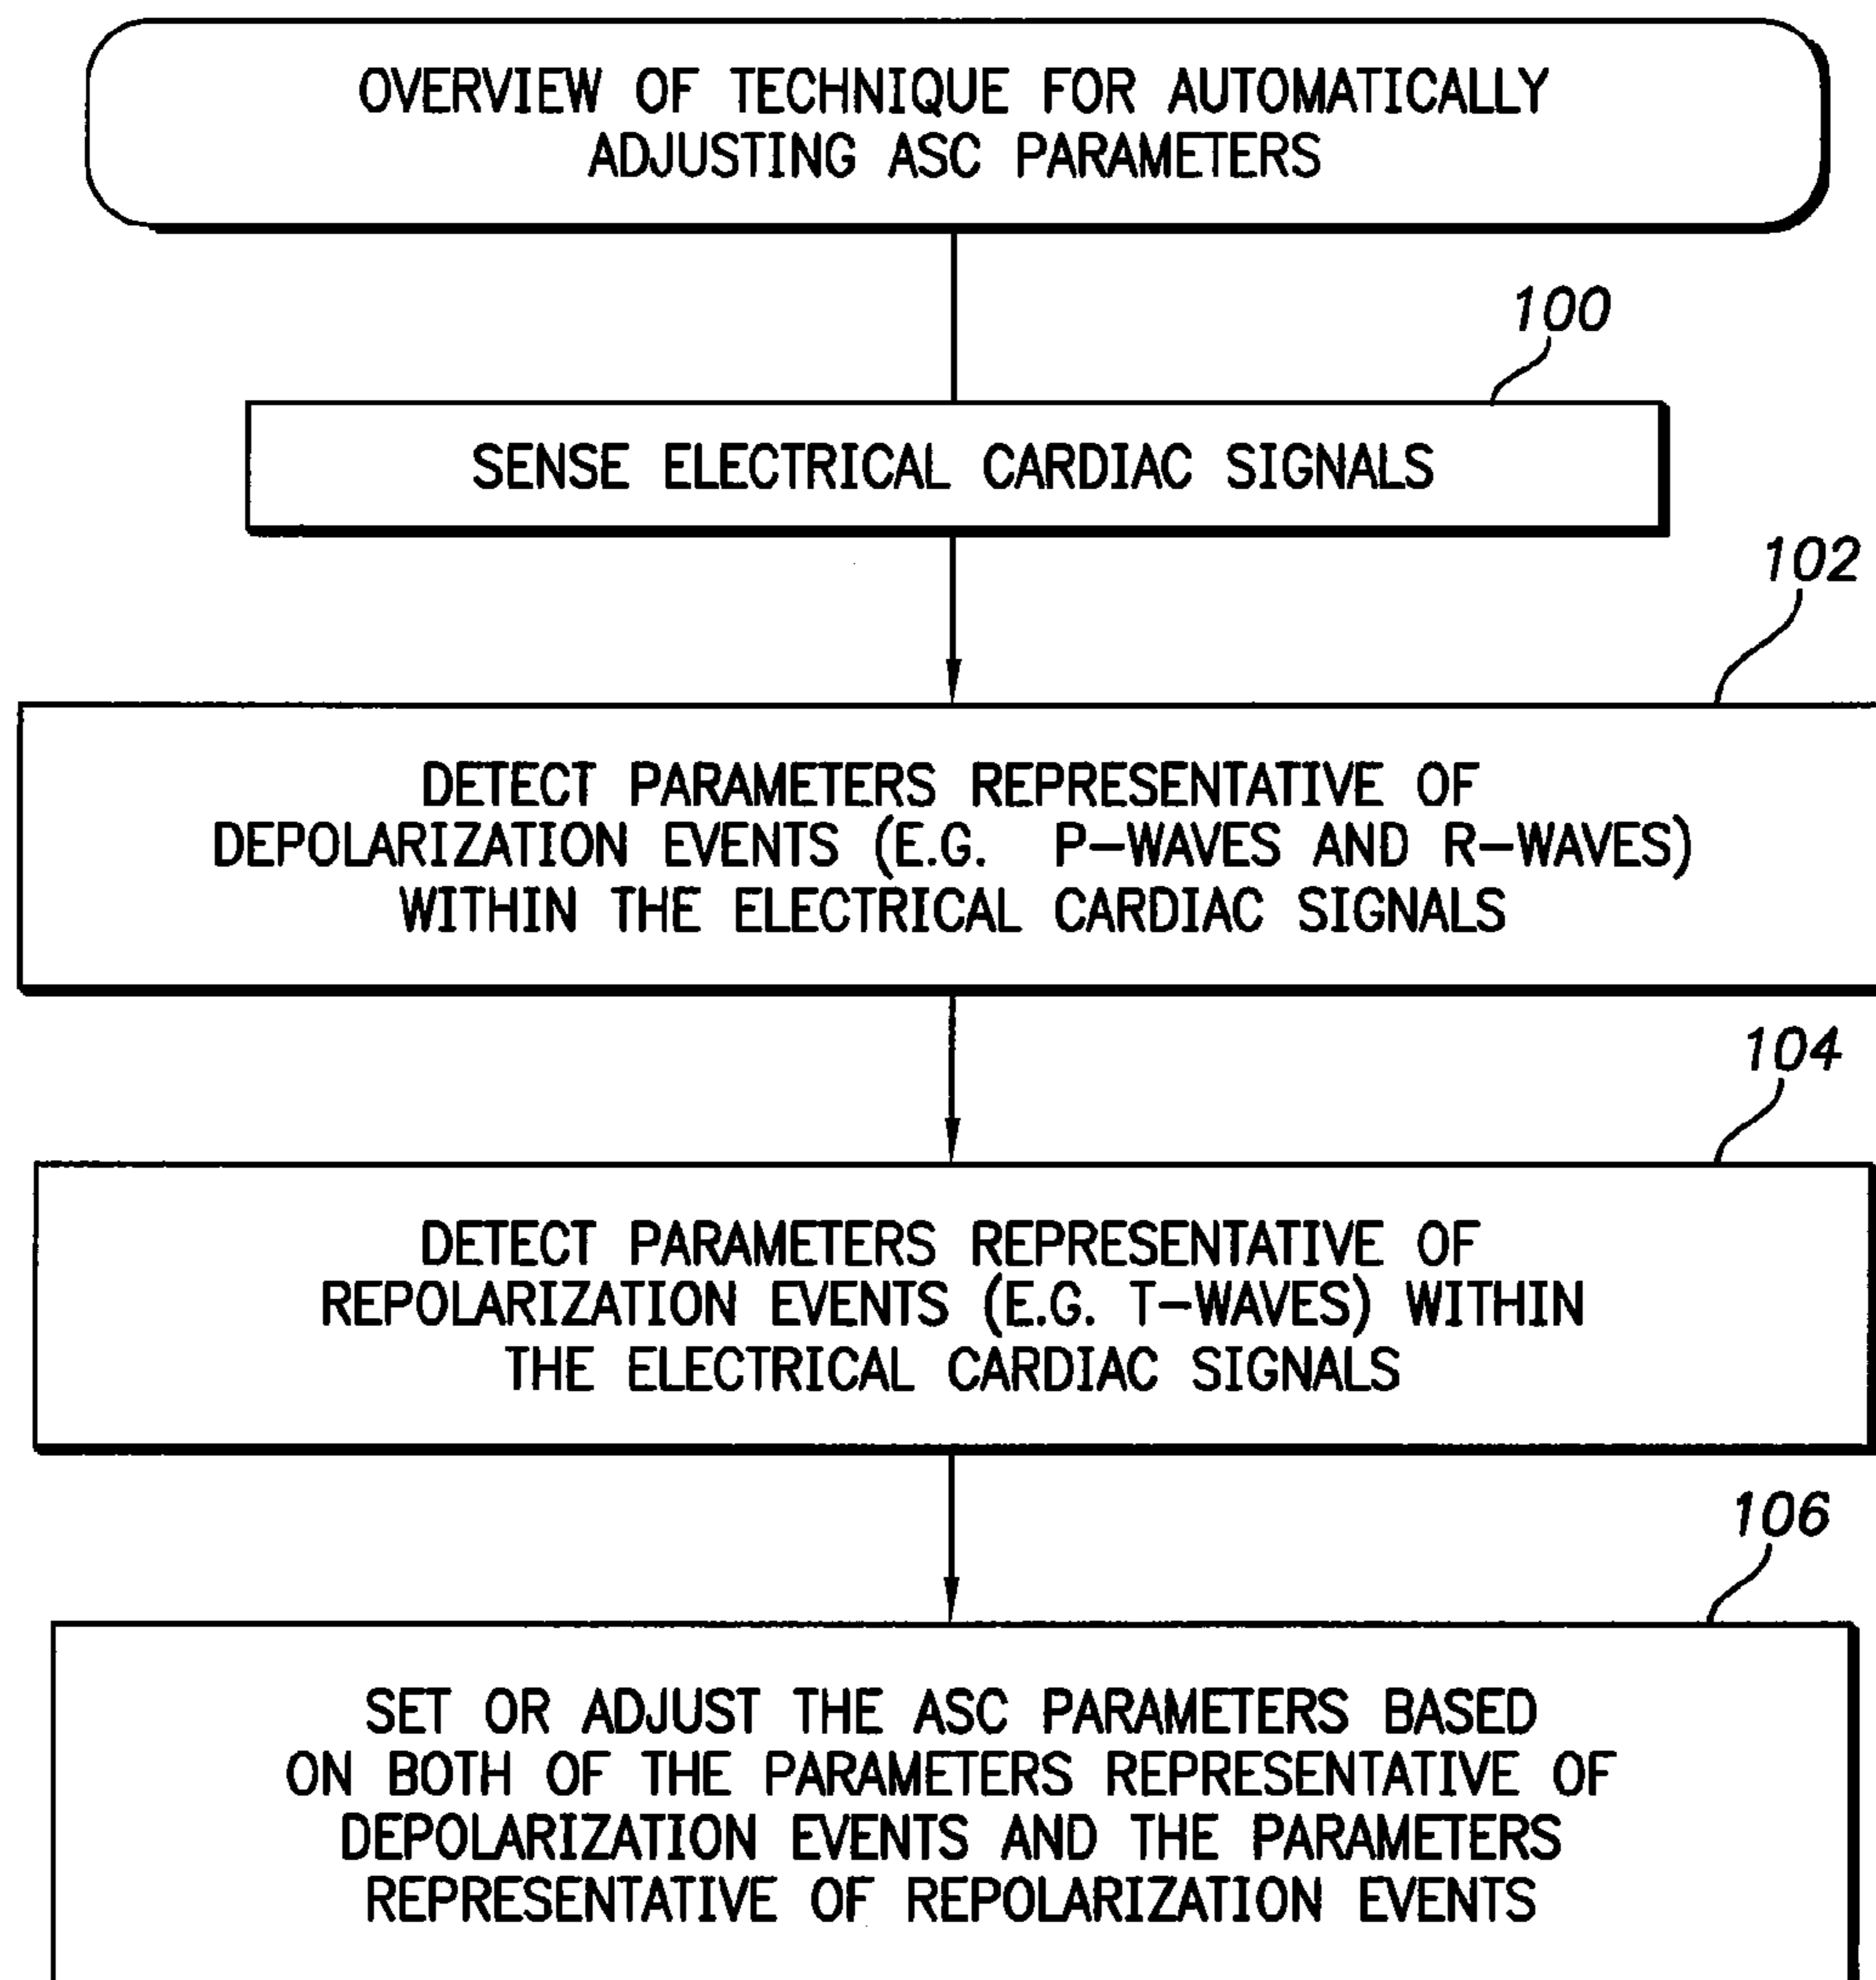 OVERVIEW OF TECHNIQUE FOR AUTOMATICALLY
ADJUSTING ASC PARAMETERS
100
SENSE ELECTRICAL CARDIAC SIGNALS
102
DETECT PARAMETERS REPRESENTATIVE OF
DEPOLARIZATION EVENTS (E.G. P-WAVES AND R-WAVES)
WITHIN THE ELECTRICAL CARDIAC SIGNALS
104
DETECT PARAMETERS REPRESENTATIVE OF
REPOLARIZATION EVENTS (E.G. T-WAVES) WITHIN
THE ELECTRICAL CARDIAC SIGNALS
106
SET OR ADJUST THE ASC PARAMETERS BASED
ON BOTH OF THE PARAMETERS REPRESENTATIVE OF
DEPOLARIZATION EVENTS AND THE PARAMETERS
REPRESENTATIVE OF REPOLARIZATION EVENTS